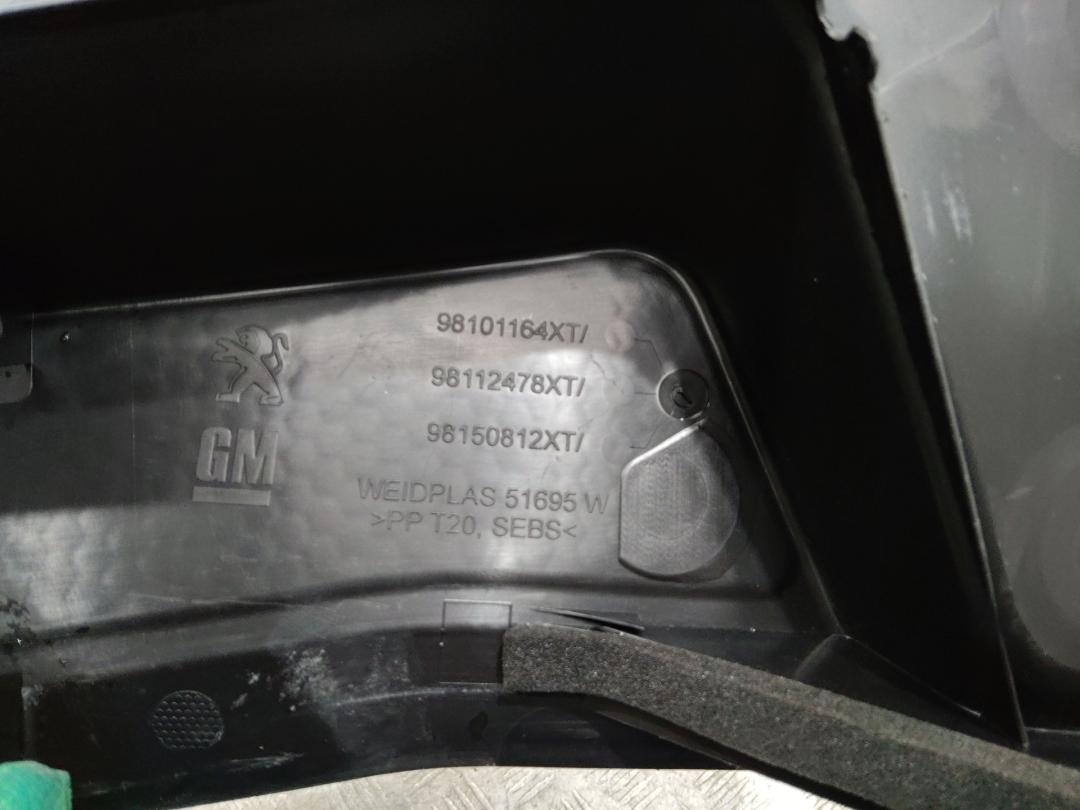 98101164XT/
98112478XT/
98150812XT/
GM
WEIDPLAS 51695 W
>PP T20, SEBS<